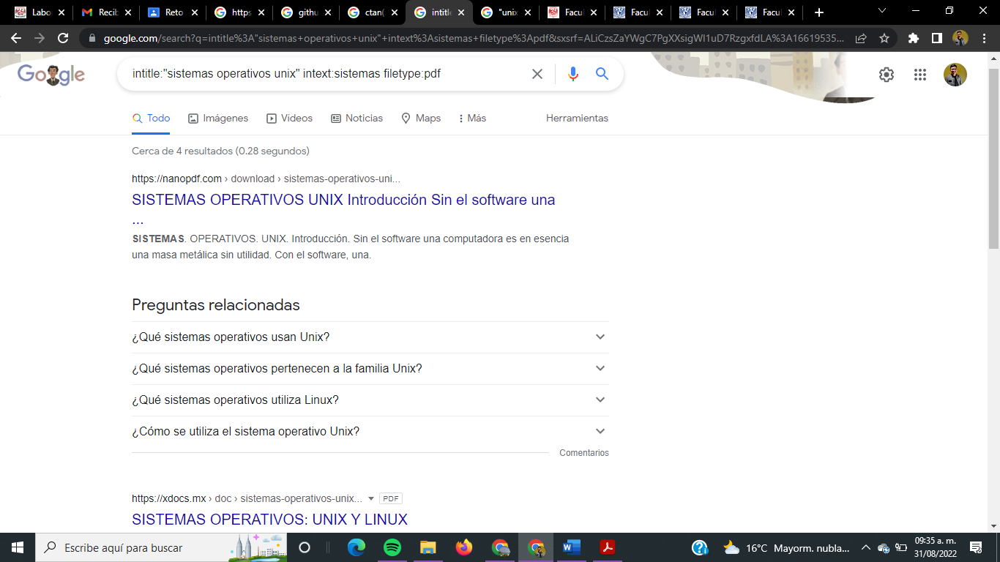 Labor
Recib
Reto
https
githu
ctan(
intitle
"unix
Facul
Facul
Facul
Facul
google.com/search?q=intitle%3A"sistemas+operativos+unix"+intext%3Asistemas+filetype%3Apdf&sxsrf=ALiCzsZaYWgC7PgXXsigWI1uD7RzgxfdLA%3A16619535...
Google
intitle:"sistemas operativos unix" intext:sistemas filetype:pdf
Todo Imágenes Videos Noticias Maps Más Herramientas
Cerca de 4 resultados (0.28 segundos)
https://nanopdf.com › download › sistemas-operativos-uni...
SISTEMAS OPERATIVOS UNIX Introducción Sin el software una
...
SISTEMAS. OPERATIVOS. UNIX. Introducción. Sin el software una computadora es en esencia
una masa metálica sin utilidad. Con el software, una.
Preguntas relacionadas
¿Qué sistemas operativos usan Unix?
¿Qué sistemas operativos pertenecen a la familia Unix?
¿Qué sistemas operativos utiliza Linux?
¿Cómo se utiliza el sistema operativo Unix?
Comentarios
https://xdocs.mx › doc › sistemas-operativos-unix... PDF
SISTEMAS OPERATIVOS: UNIX Y LINUX
Escribe aquí para buscar
16°C Mayorm. nubla...
09:35 a. m.
31/08/2022